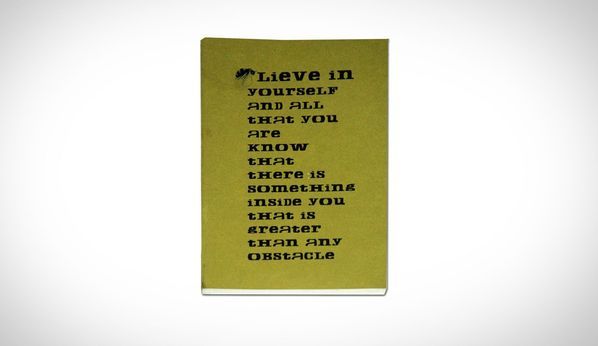 Lieve in
yourself
and all
that you
are
know
that
there is
something
inside you
that is
greater
than any
obstacle